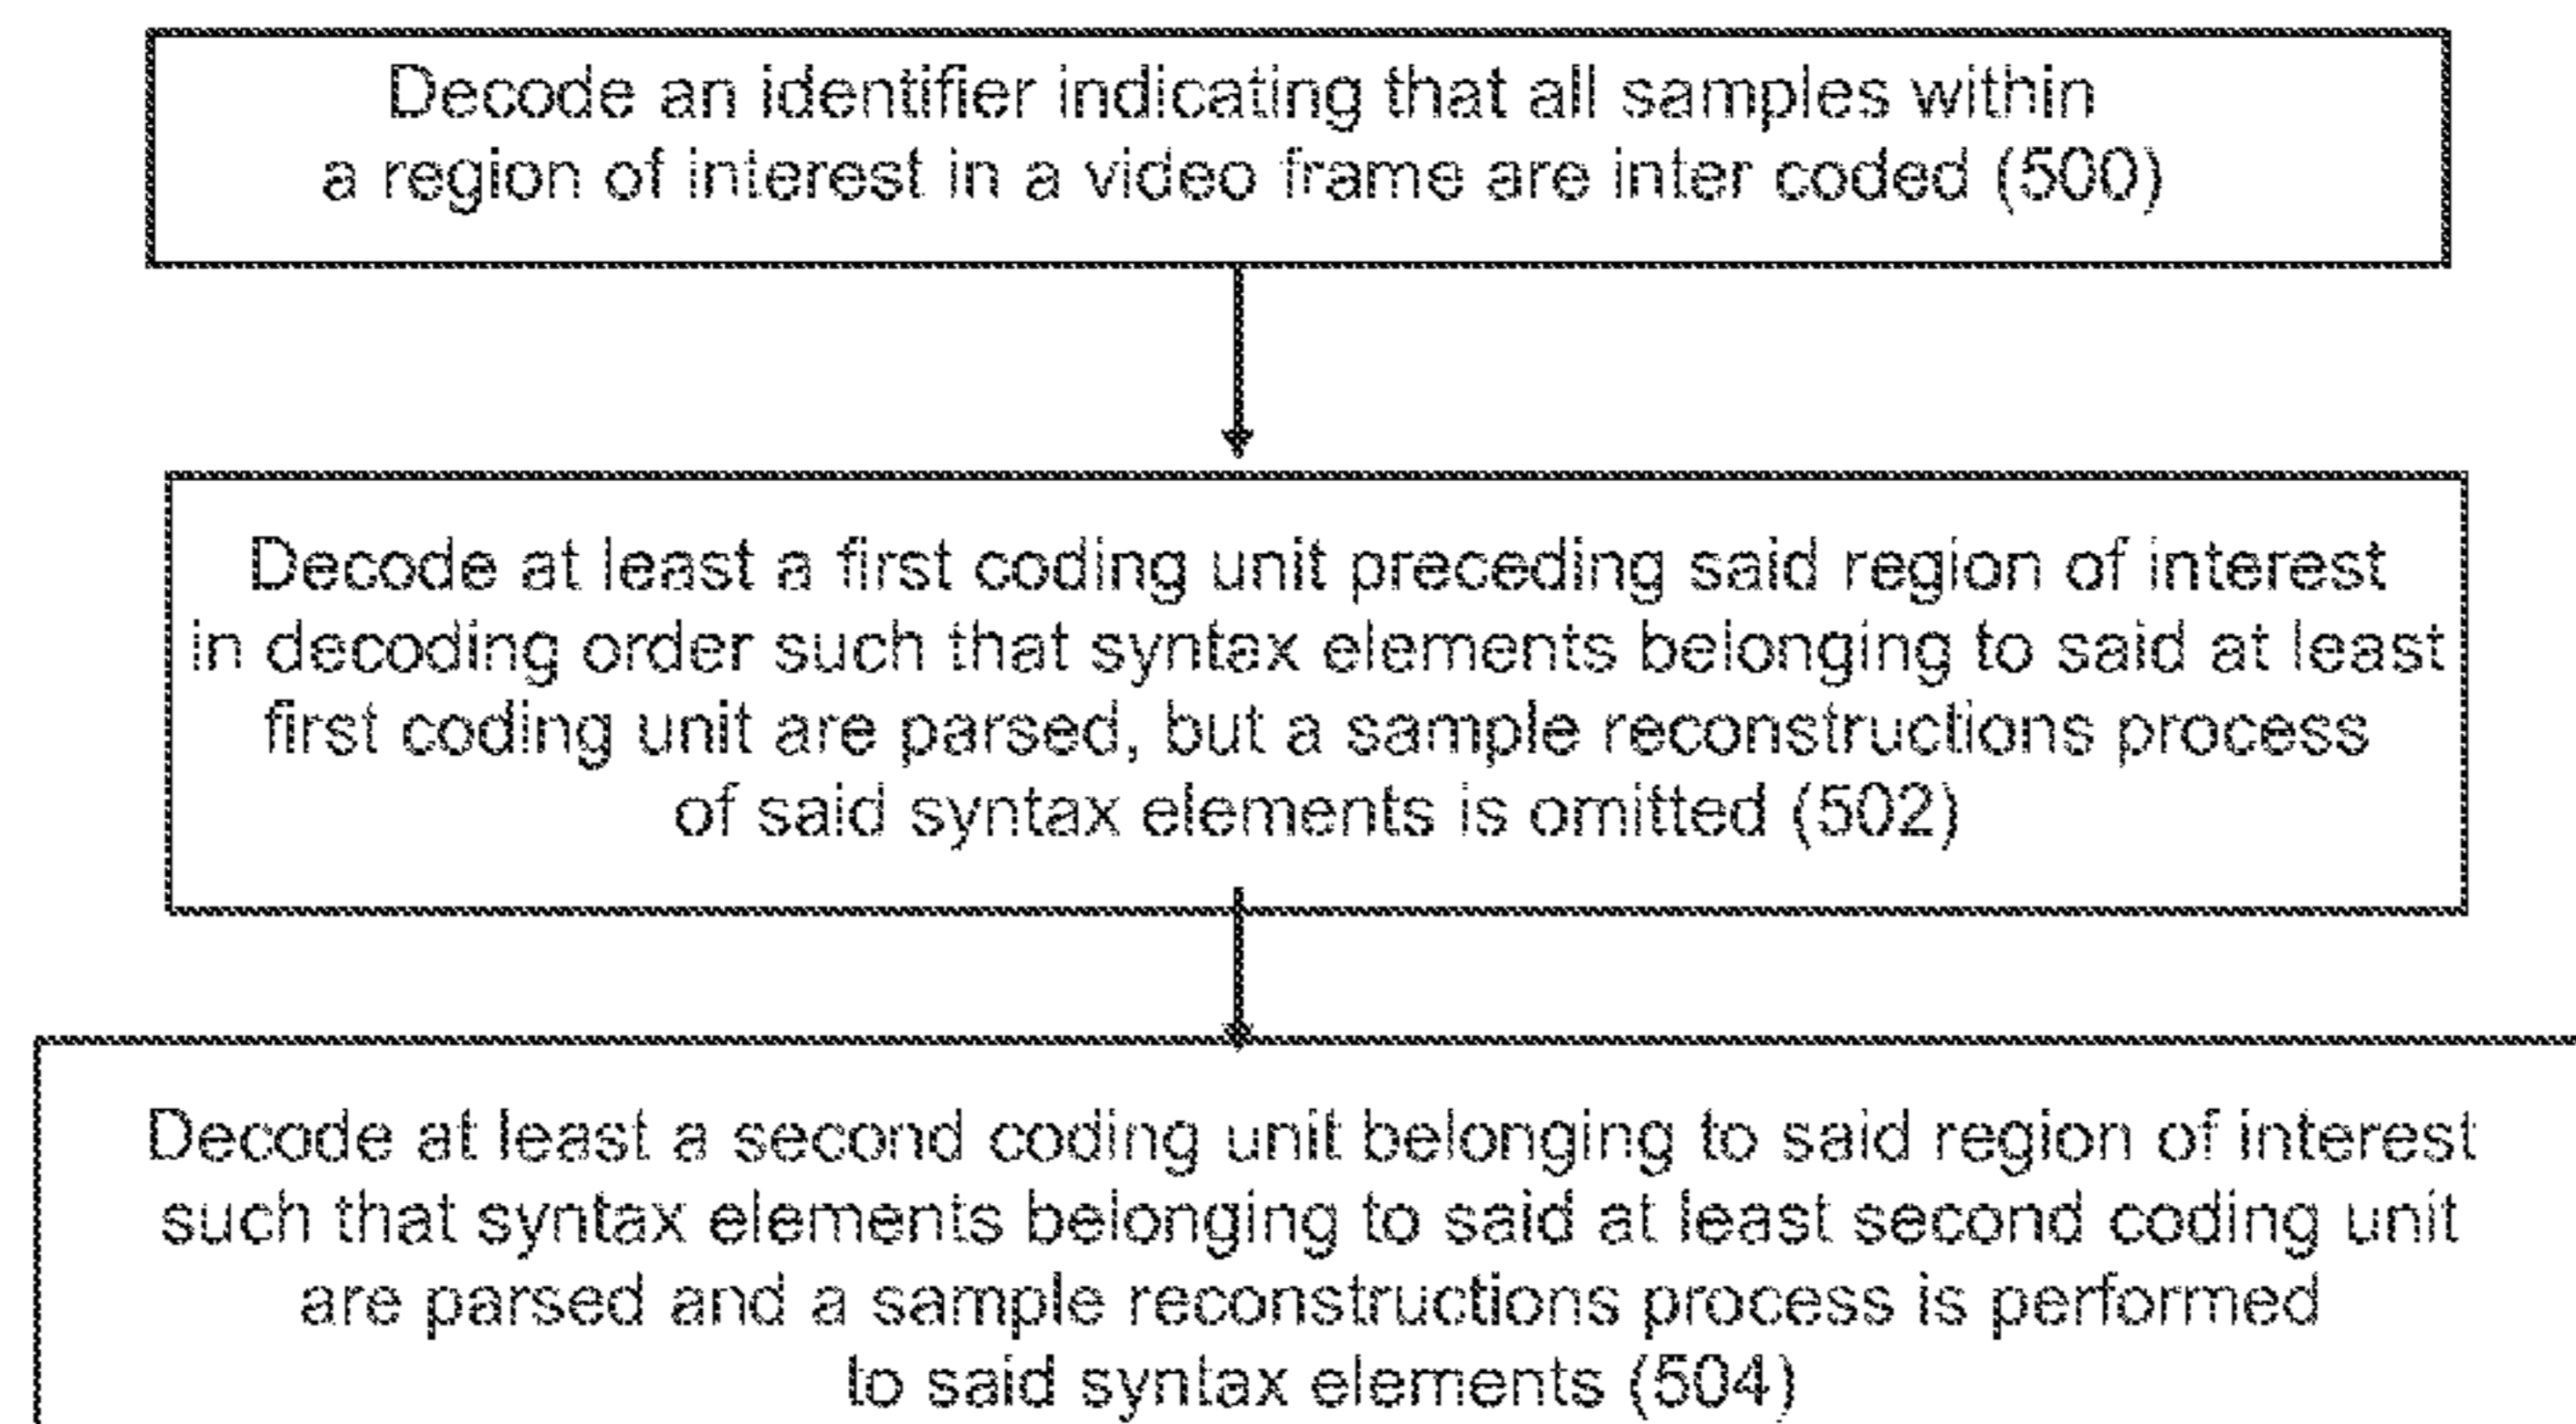 Decode an identifier indicating that all samples within
a region of interest in a video frame are inter coded (500)
Decode at least a first coding unit preceding said region of interest
in decoding order such that syntax elements belonging to said at least
first coding unit are parsed, but a sample reconstructions process
of said syntax elements is omitted (502)
Decode at least a second coding unit belonging to said region of interest
such that syntax elements belonging to said at least second coding unit
are parsed and a sample reconstructions process is performed
to said syntax elements (504)